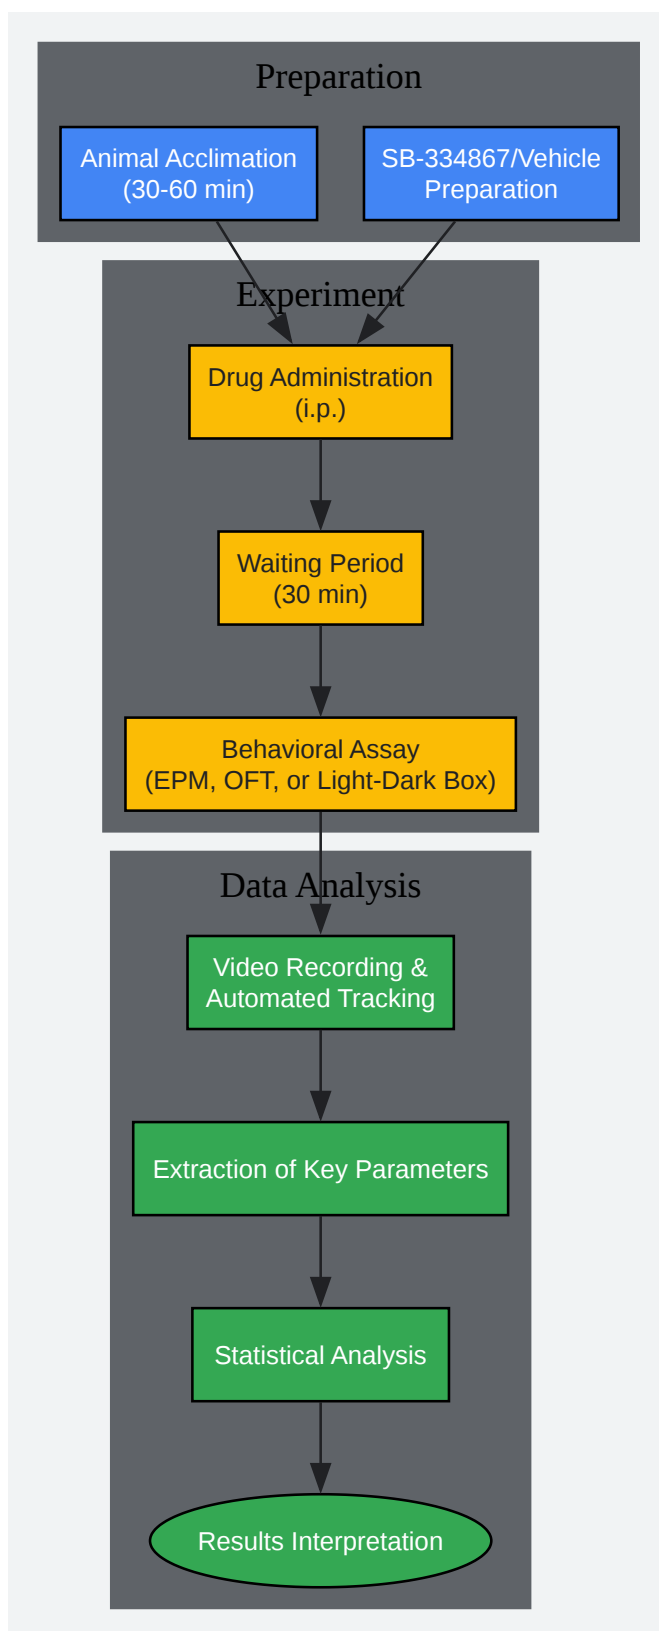 Preparation
Animal Acclimation
(30-60 min)
SB-334867/Vehicle
Preparation
Experiment
Drug Administration
(i.p.)
Waiting Period
(30 min)
Behavioral Assay
(EPM, OFT, or Light-Dark Box)
Data Analysis
Video Recording &
Automated Tracking
Extraction of Key Parameters
Statistical Analysis
Results Interpretation